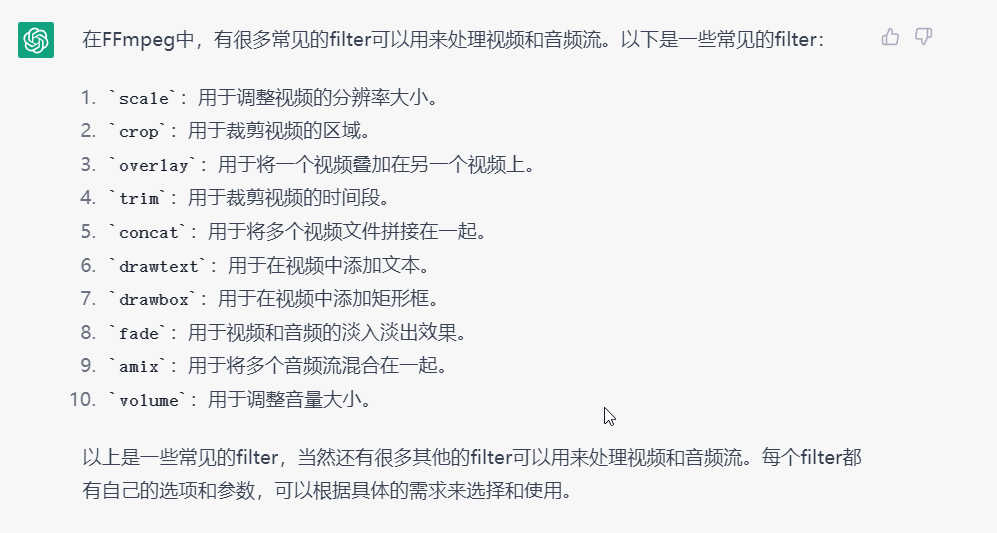 在FFmpeg中，有很多常见的filter可以用来处理视频和音频流。以下是一些常见的filter：
1. `scale`：用于调整视频的分辨率大小。
2. `crop`：用于裁剪视频的区域。
3. `overlay`：用于将一个视频叠加在另一个视频上。
4. `trim`：用于裁剪视频的时间段。
5. `concat`：用于将多个视频文件拼接在一起。
6. `drawtext`：用于在视频中添加文本。
7. `drawbox`：用于在视频中添加矩形框。
8. `fade`：用于视频和音频的淡入淡出效果。
9. `amix`：用于将多个音频流混合在一起。
10. `volume`：用于调整音量大小。
以上是一些常见的filter，当然还有很多其他的filter可以用来处理视频和音频流。每个filter都
有自己的选项和参数，可以根据具体的需求来选择和使用。